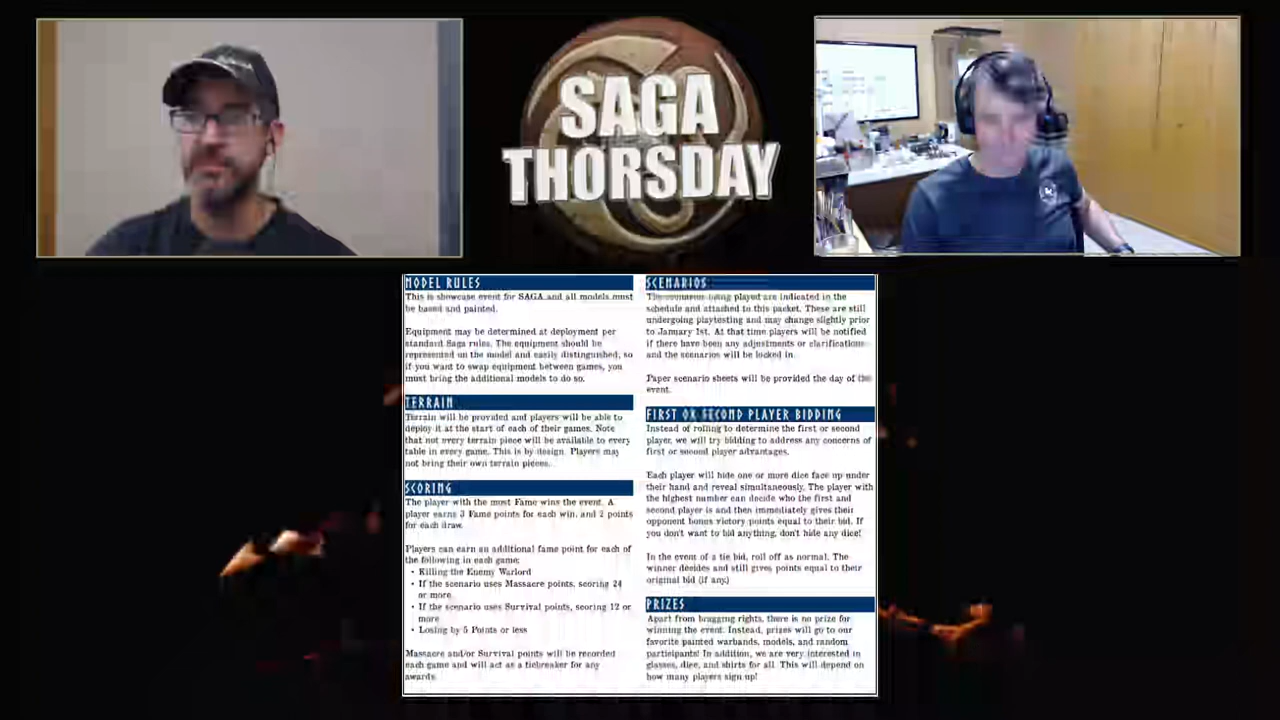 SAGA
THORSDAY
MODEL RULES
This is showcase event for SAGA and all models must
be based and painted.
Equipment may be determined at deployment per
standard Saga rules. The equipment should be
represented on the model and easily distinguished, so
if you want to swap equipment between games, you
must bring the additional models to do so.
TERRAIN
Terrain will be provided and players will be able to
deploy it at the start of each of their games. Note
that not every terrain piece will be available to every
table in every game. This is by design. Players may
not bring their own terrain pieces.
SCORING
The player with the most Fame wins the event. A
player earns 3 Fame points for each win, and 2 points
for each draw.
Players can earn an additional fame point for each of
the following in each game;
• Killing the Enemy Warlord
• If the scenario uses Massacre points, scoring 24
or more
• If the scenario uses Survival points, scoring 12 or
more
• Losing by 5 Points or less
Massacre and/or Survival points will be recorded
each game and will act as a tiebreaker for any
awards.
SCENARIOS
The scenarios being played are indicated in the
schedule and attached to this packet. These are still
undergoing playtesting and may change slightly prior
to January 1st. At that time players will be notified
if there have been any adjustments or clarifications
and the scenarios will be locked in.
Paper scenario sheets will be provided the day of the
event.
FIRST OR SECOND PLAYER BIDDING
Instead of rolling to determine the first or second
player, we will try bidding to address any concerns of
first or second player advantages.
Each player will hide one or more dice face up under
their hand and reveal simultaneously. The player with
the highest number can decide who the first and
second player is and then immediately gives their
opponent bonus victory points equal to their bid. If
you don't want to bid anything, don't hide any dice!
In the event of a tie bid, roll off as normal. The
winner decides and still gives points equal to their
original bid (if any.)
PRIZES
Apart from bragging rights, there is no prize for
winning the event. Instead, prizes will go to our
favorite painted warbands, models, and random
participants! In addition, we are very interested in
glasses, dice, and shirts for all. This will depend on
how many players sign up!